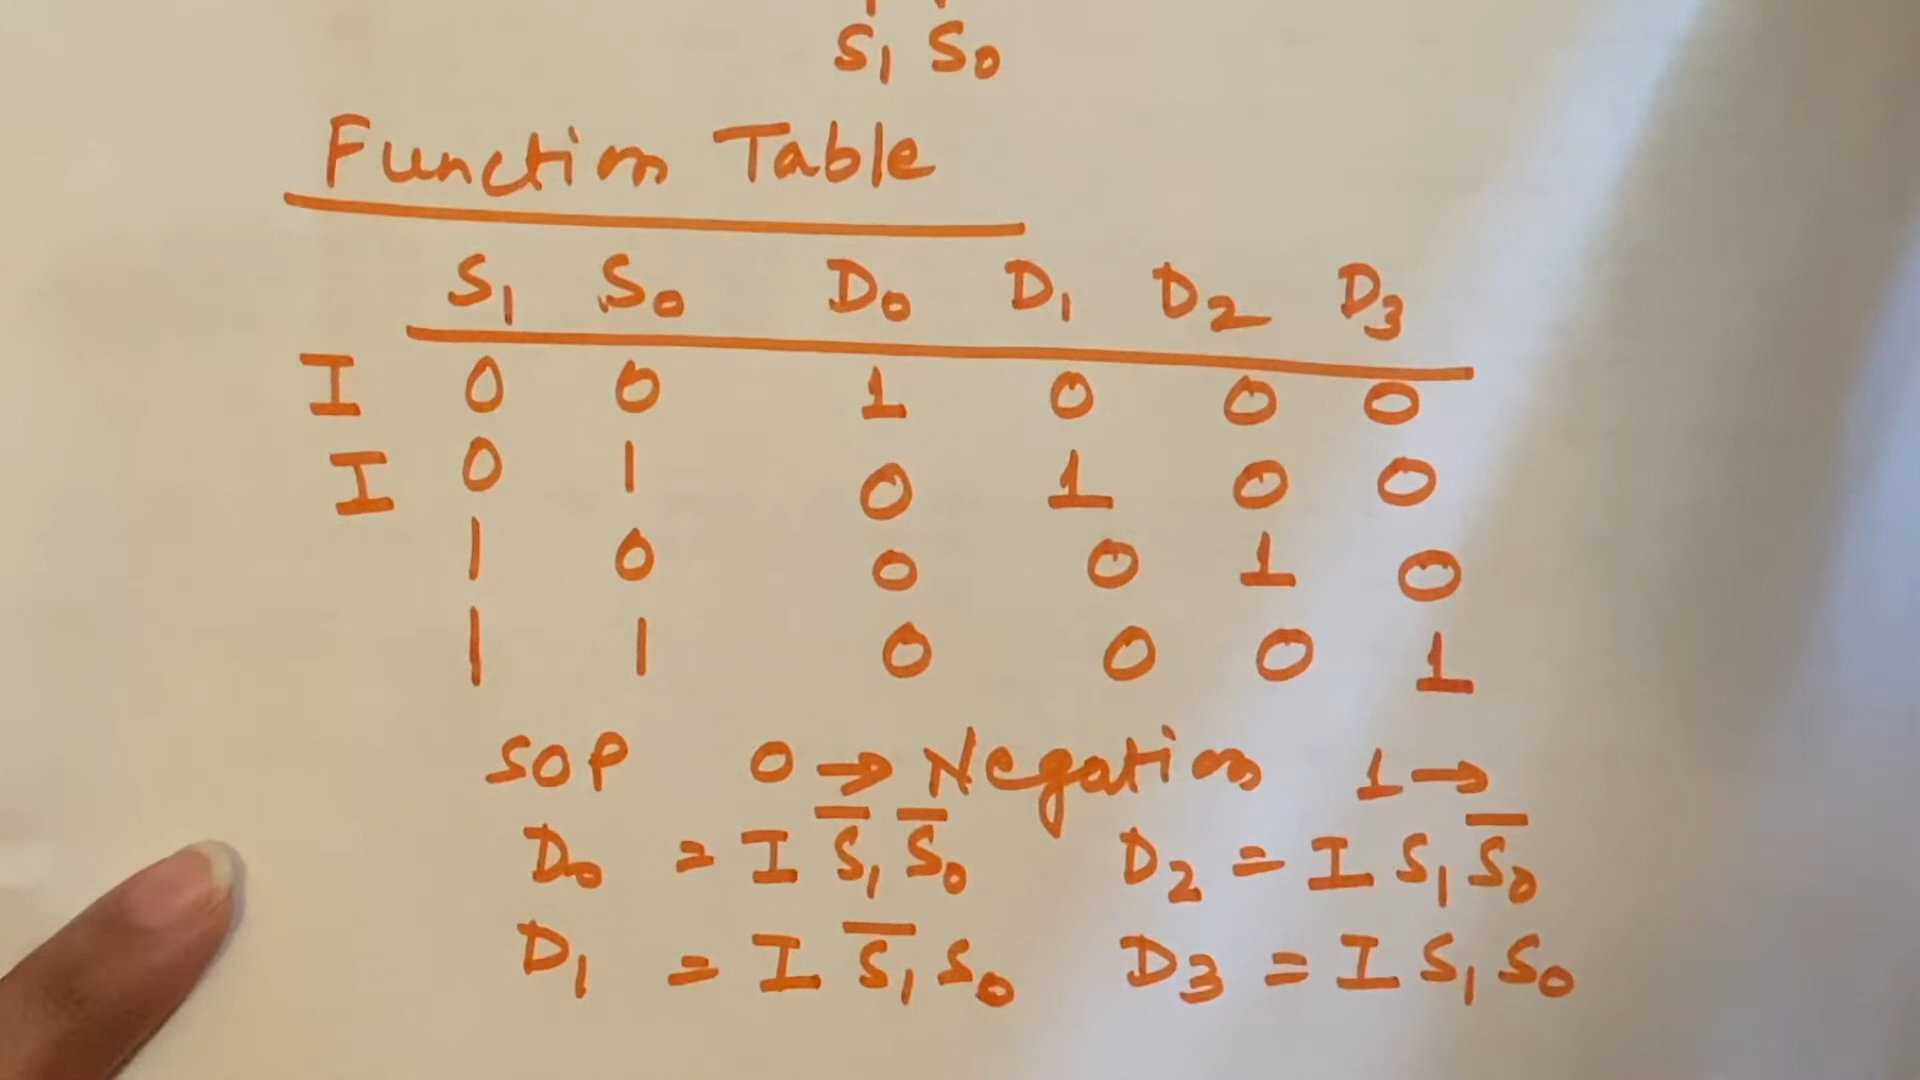 S₁ S₀
Function Table
S₁ S₀ D₀ D₁ D₂ D₃
I 0 0 1 0 0 0
I 0 1 0 1 0 0
1 0 0 0 1 0
1 1 0 0 0 1
SOP 0 → Negation 1 →
D₀ = I S̅₁ S̅₀ D₂ = I S₁ S̅₀
D₁ = I S̅₁ S₀ D₃ = I S₁ S₀